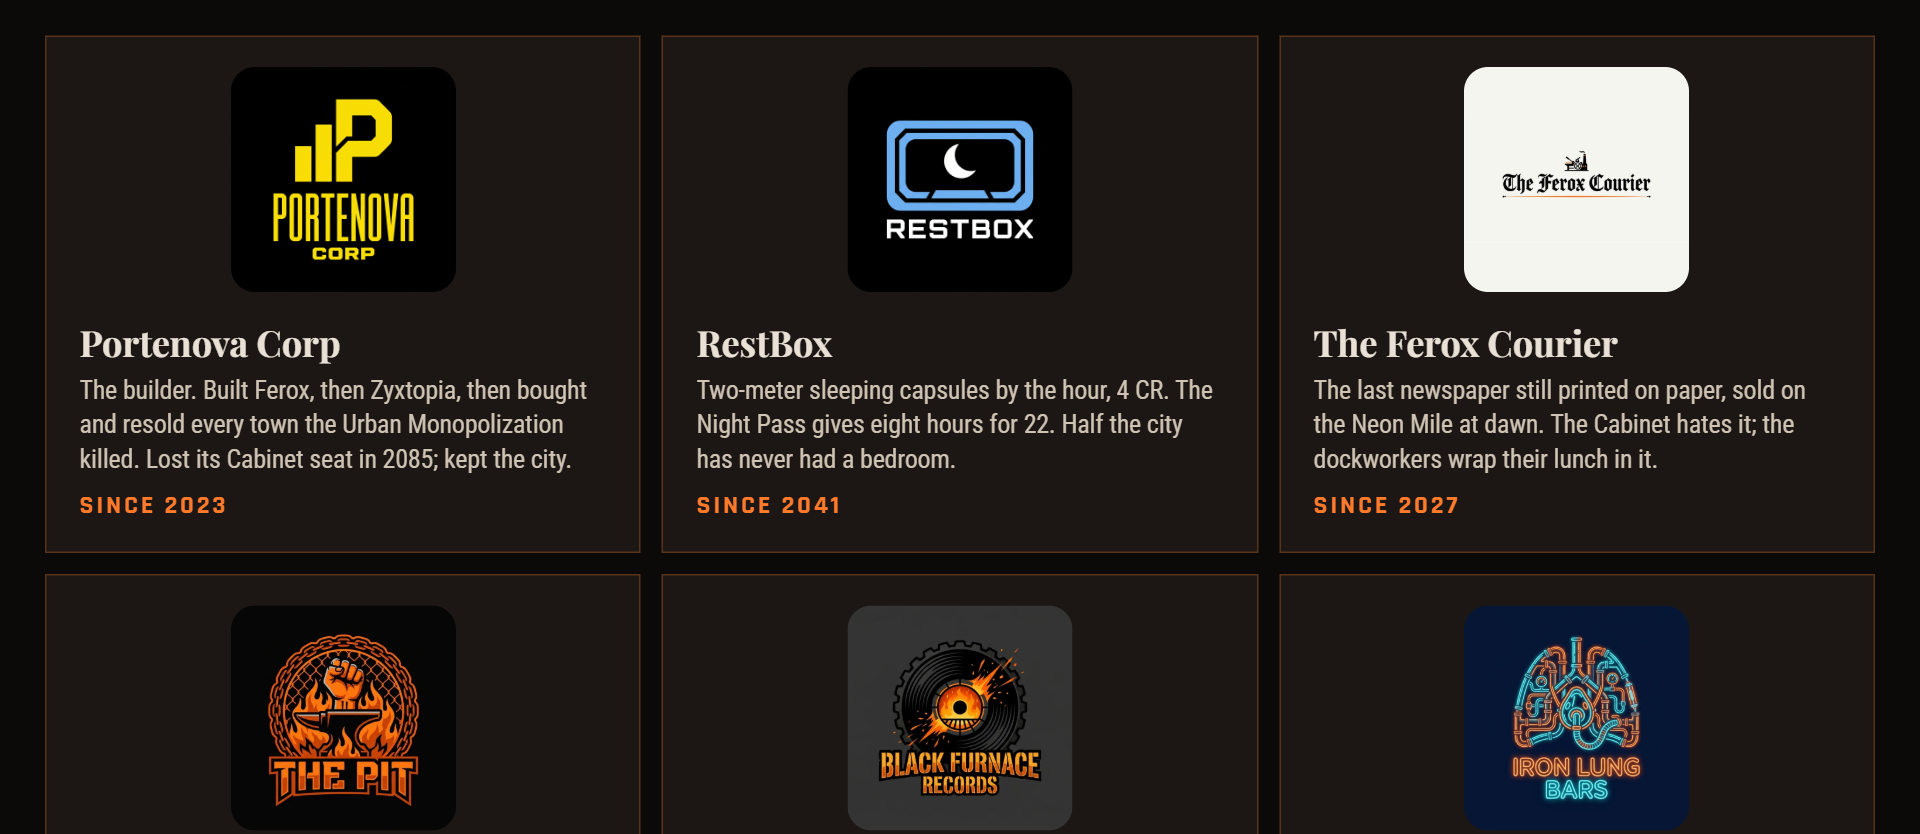 PORTENOVA
CORP
RESTBOX
The Ferox Courier
Portenova Corp
The builder. Built Ferox, then Zyxtopia, then bought
and resold every town the Urban Monopolization
killed. Lost its Cabinet seat in 2085; kept the city.
SINCE 2023
RestBox
Two-meter sleeping capsules by the hour, 4 CR. The
Night Pass gives eight hours for 22. Half the city
has never had a bedroom.
SINCE 2041
The Ferox Courier
The last newspaper still printed on paper, sold on
the Neon Mile at dawn. The Cabinet hates it; the
dockworkers wrap their lunch in it.
SINCE 2027
THE PIT
BLACK FURNACE
RECORDS
IRON LUNG
BARS